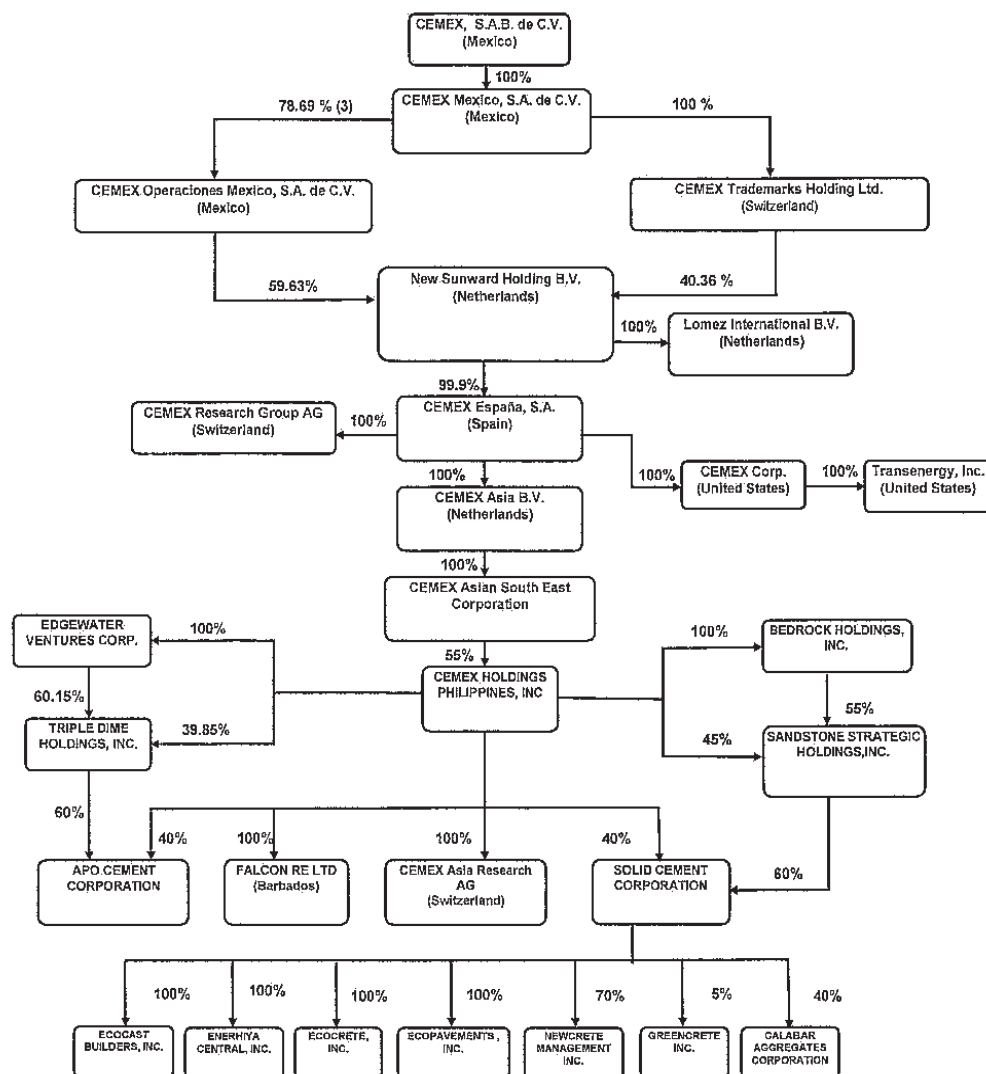 CEMEX, S.A.B. de C.V.
(Mexico)
100%
78.69 % (3)
CEMEX Mexico, S.A. de C.V.
(Mexico)
100 %
CEMEX Operaciones Mexico, S.A. de C.V.
(Mexico)
CEMEX Trademarks Holding Ltd.
(Switzerland)
59.63%
New Sunward Holding B.V.
(Netherlands)
40.36 %
100%
Lomez International B.V.
(Netherlands)
99.9%
CEMEX Research Group AG
(Switzerland)
100%
CEMEX España, S.A.
(Spain)
100%
100%
CEMEX Corp.
(United States)
100%
Transenergy, Inc.
(United States)
CEMEX Asia B.V.
(Netherlands)
100%
CEMEX Asian South East
Corporation
EDGEWATER
VENTURES CORP.
100%
55%
100%
BEDROCK HOLDINGS,
INC.
CEMEX HOLDINGS
PHILIPPINES, INC
60.15%
55%
TRIPLE DIME
HOLDINGS, INC.
39.85%
45%
SANDSTONE STRATEGIC
HOLDINGS,INC.
60%
40%
100%
100%
40%
60%
APO CEMENT
CORPORATION
FALCON RE LTD
(Barbados)
CEMEX Asia Research
AG
(Switzerland)
SOLID CEMENT
CORPORATION
100%
100%
100%
100%
70%
5%
40%
ECOCAST
BUILDERS, INC.
ENERHIYA
CENTRAL, INC.
ECOCRETE,
INC.
ECOPAVEMENTS ,
INC.
NEWCRETE
MANAGEMENT
INC.
GREENCRETE
INC.
CALABAR
AGGREGATES
CORPORATION